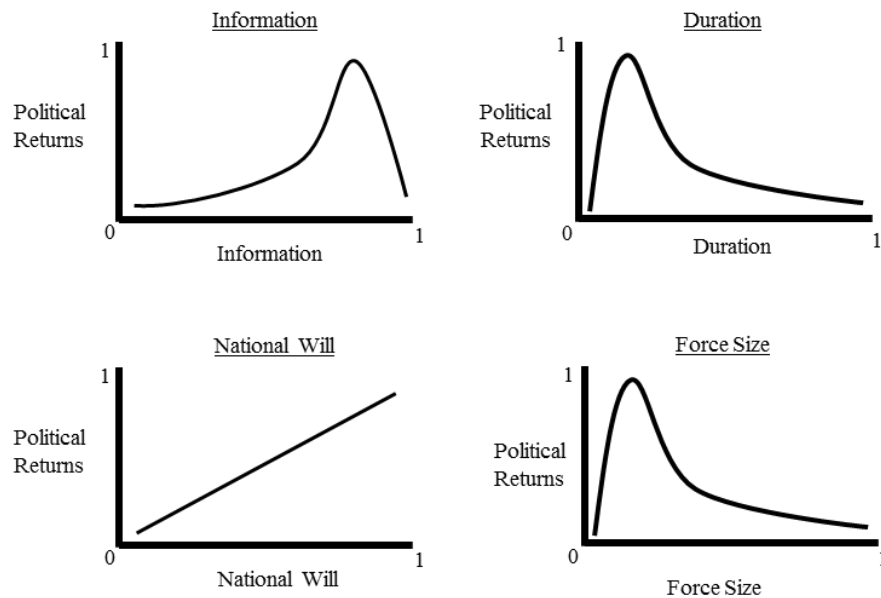 Information
1
Political
Returns
0
1
Information
Duration
1
Political
Returns
0
1
Duration
National Will
1
Political
Returns
0
1
National Will
Force Size
1
Political
Returns
0
1
Force Size